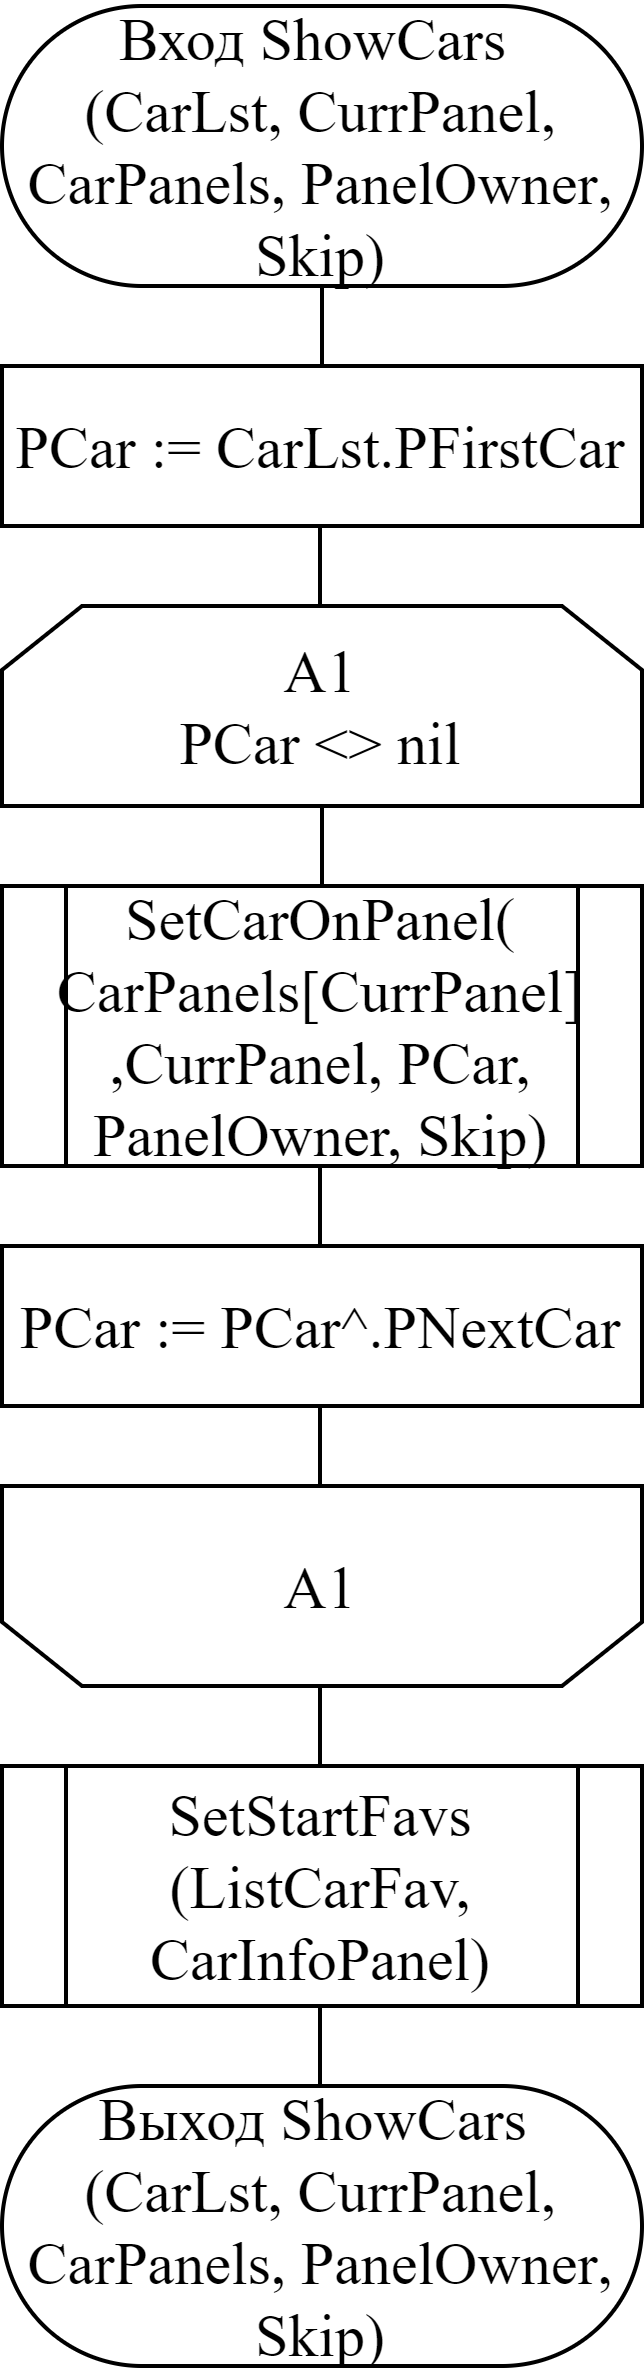 Вход ShowCars
(CarLst, CurrPanel,
CarPanels, PanelOwner,
Skip)
PCar := CarLst.PFirstCar
A1
PCar <> nil
SetCarOnPanel(
CarPanels[CurrPanel]
,CurrPanel, PCar,
PanelOwner, Skip)
PCar := PCar^.PNextCar
A1
SetStartFavs
(ListCarFav,
CarInfoPanel)
Выход ShowCars
(CarLst, CurrPanel,
CarPanels, PanelOwner,
Skip)